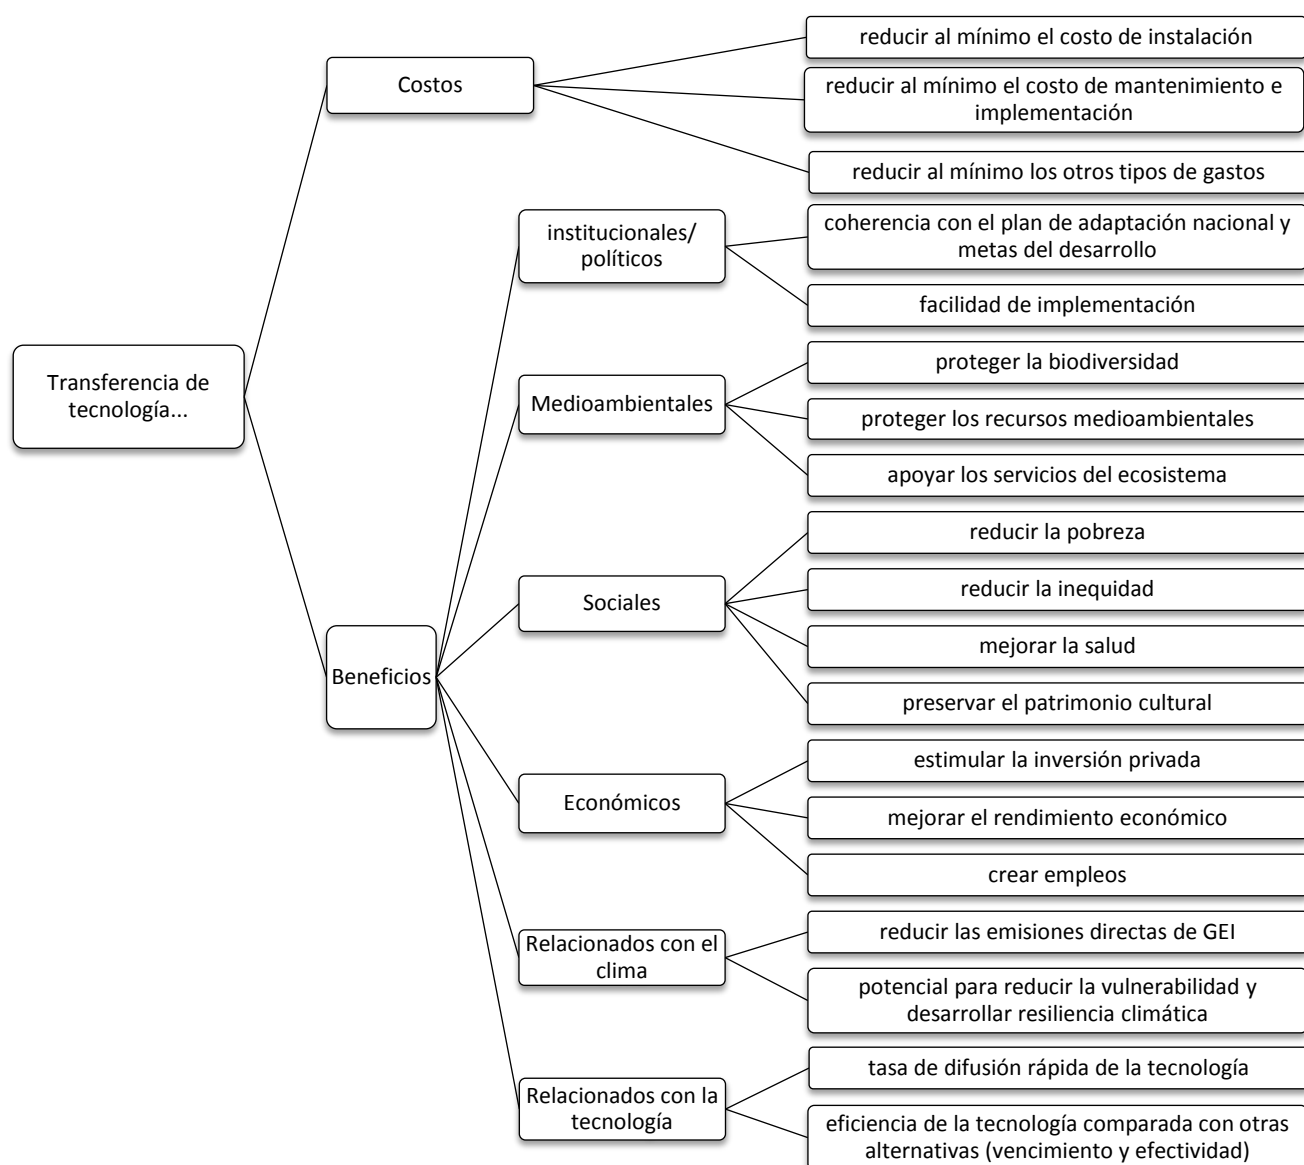 Transferencia de
tecnología...
Costos
reducir al mínimo el costo de instalación
reducir al mínimo el costo de mantenimiento e
implementación
reducir al mínimo los otros tipos de gastos
Beneficios
institucionales/
políticos
coherencia con el plan de adaptación nacional y
metas del desarrollo
facilidad de implementación
Medioambientales
proteger la biodiversidad
proteger los recursos medioambientales
apoyar los servicios del ecosistema
Sociales
reducir la pobreza
reducir la inequidad
mejorar la salud
preservar el patrimonio cultural
Económicos
estimular la inversión privada
mejorar el rendimiento económico
crear empleos
Relacionados con el
clima
reducir las emisiones directas de GEI
potencial para reducir la vulnerabilidad y
desarrollar resiliencia climática
Relacionados con la
tecnología
tasa de difusión rápida de la tecnología
eficiencia de la tecnología comparada con otras
alternativas (vencimiento y efectividad)